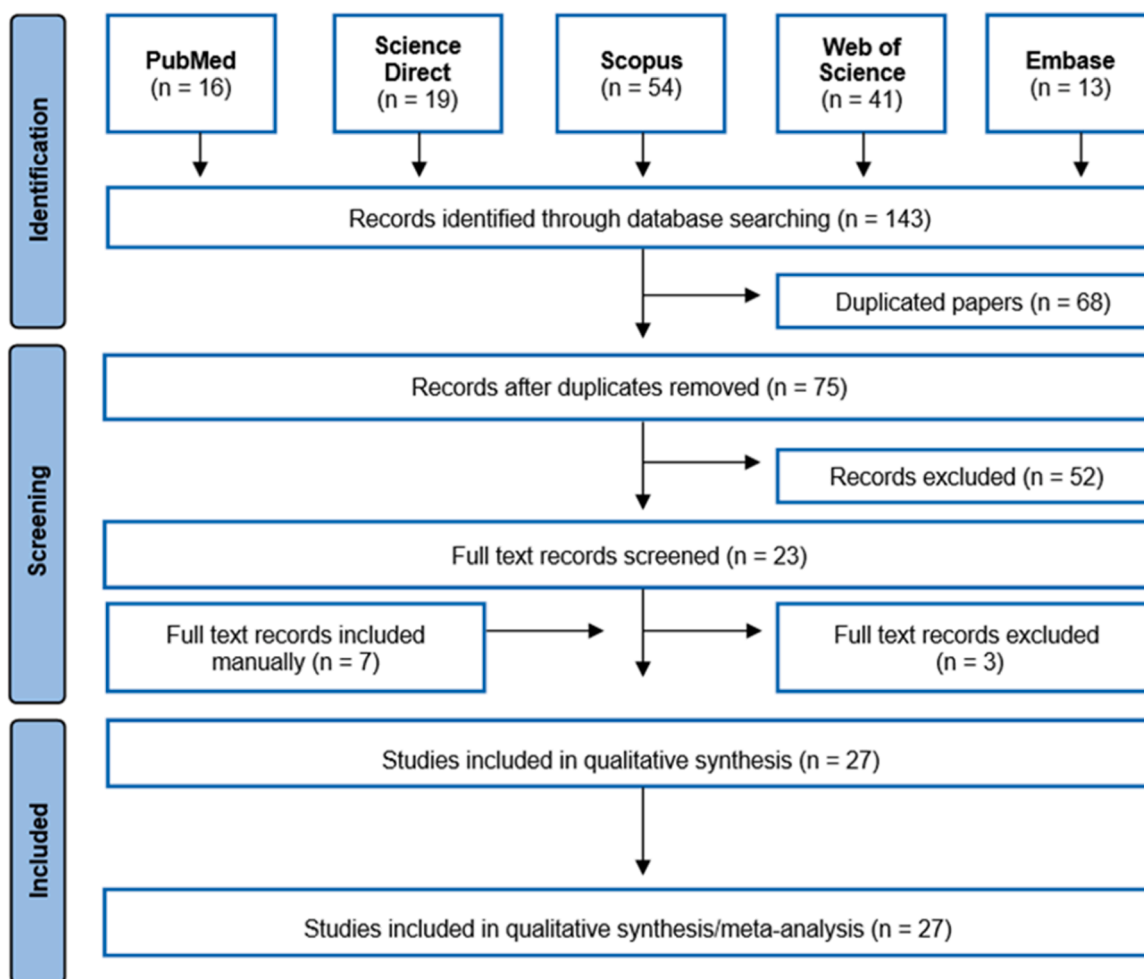 Identification
PubMed
(n = 16)
Science
Direct
(n = 19)
Scopus
(n = 54)
Web of
Science
(n = 41)
Embase
(n = 13)
Records identified through database searching (n = 143)
Duplicated papers (n = 68)
Screening
Records after duplicates removed (n = 75)
Records excluded (n = 52)
Full text records screened (n = 23)
Full text records included
manually (n = 7)
Full text records excluded
(n = 3)
Included
Studies included in qualitative synthesis (n = 27)
Studies included in qualitative synthesis/meta-analysis (n = 27)